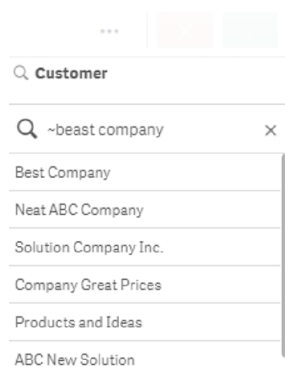 Customer
~beast company
Best Company
Neat ABC Company
Solution Company Inc.
Company Great Prices
Products and Ideas
ABC New Solution